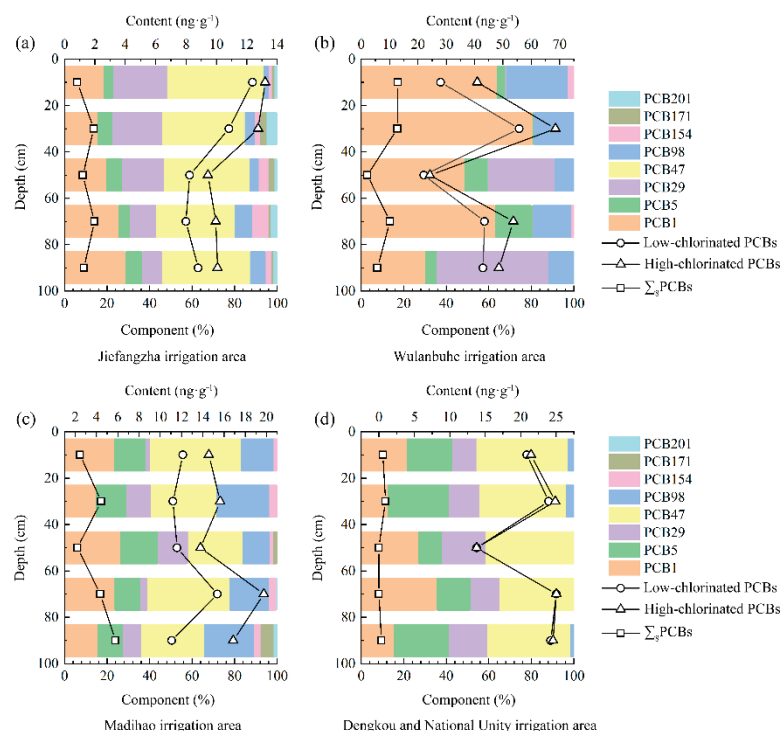 Content (ng·g⁻¹)
(a)
0 2 4 6 8 10 12 14
0
20
40
60
80
100
Depth (cm)
0 20 40 60 80 100
Component (%)
Jiefangzha irrigation area
Content (ng·g⁻¹)
(b)
0 10 20 30 40 50 60 70
0
20
40
60
80
100
Depth (cm)
0 20 40 60 80 100
Component (%)
Wulanbuhe irrigation area
PCB201
PCB171
PCB154
PCB98
PCB47
PCB29
PCB5
PCB1
Low-chlorinated PCBs
High-chlorinated PCBs
∑₈PCBs
Content (ng·g⁻¹)
(c)
2 4 6 8 10 12 14 16 18 20
0
20
40
60
80
100
Depth (cm)
0 20 40 60 80 100
Component (%)
Madihao irrigation area
Content (ng·g⁻¹)
(d)
0 5 10 15 20 25
0
20
40
60
80
100
Depth (cm)
0 20 40 60 80 100
Component (%)
Dengkou and National Unity irrigation area
PCB201
PCB171
PCB154
PCB98
PCB47
PCB29
PCB5
PCB1
Low-chlorinated PCBs
High-chlorinated PCBs
∑₈PCBs